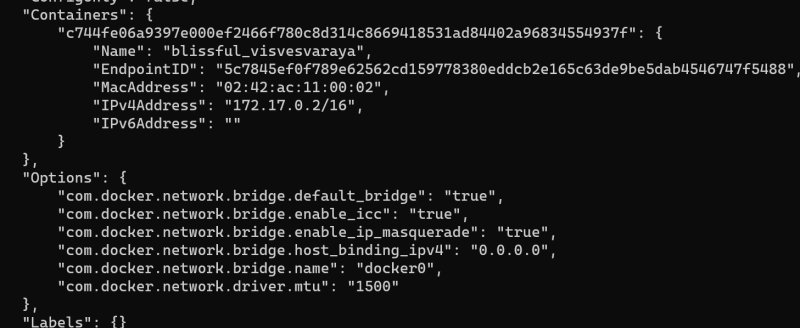 "Containers": {
"c744fe06a9397e000ef2466f780c8d314c8669418531ad84402a96834554937f": {
"Name": "blissful_visvesvaraya",
"EndpointID": "5c7845ef0f789e62562cd159778380eddcb2e165c63de9be5dab4546747f5488",
"MacAddress": "02:42:ac:11:00:02",
"IPv4Address": "172.17.0.2/16",
"IPv6Address": ""
}
},
"Options": {
"com.docker.network.bridge.default_bridge": "true",
"com.docker.network.bridge.enable_icc": "true",
"com.docker.network.bridge.enable_ip_masquerade": "true",
"com.docker.network.bridge.host_binding_ipv4": "0.0.0.0",
"com.docker.network.bridge.name": "docker0",
"com.docker.network.driver.mtu": "1500"
},
"Labels": {}